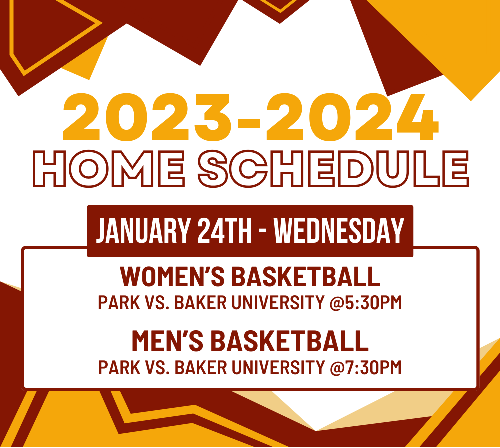 2023-2024
HOME SCHEDULE
JANUARY 24TH - WEDNESDAY
WOMEN'S BASKETBALL
PARK VS. BAKER UNIVERSITY @5:30PM
MEN'S BASKETBALL
PARK VS. BAKER UNIVERSITY @7:30PM